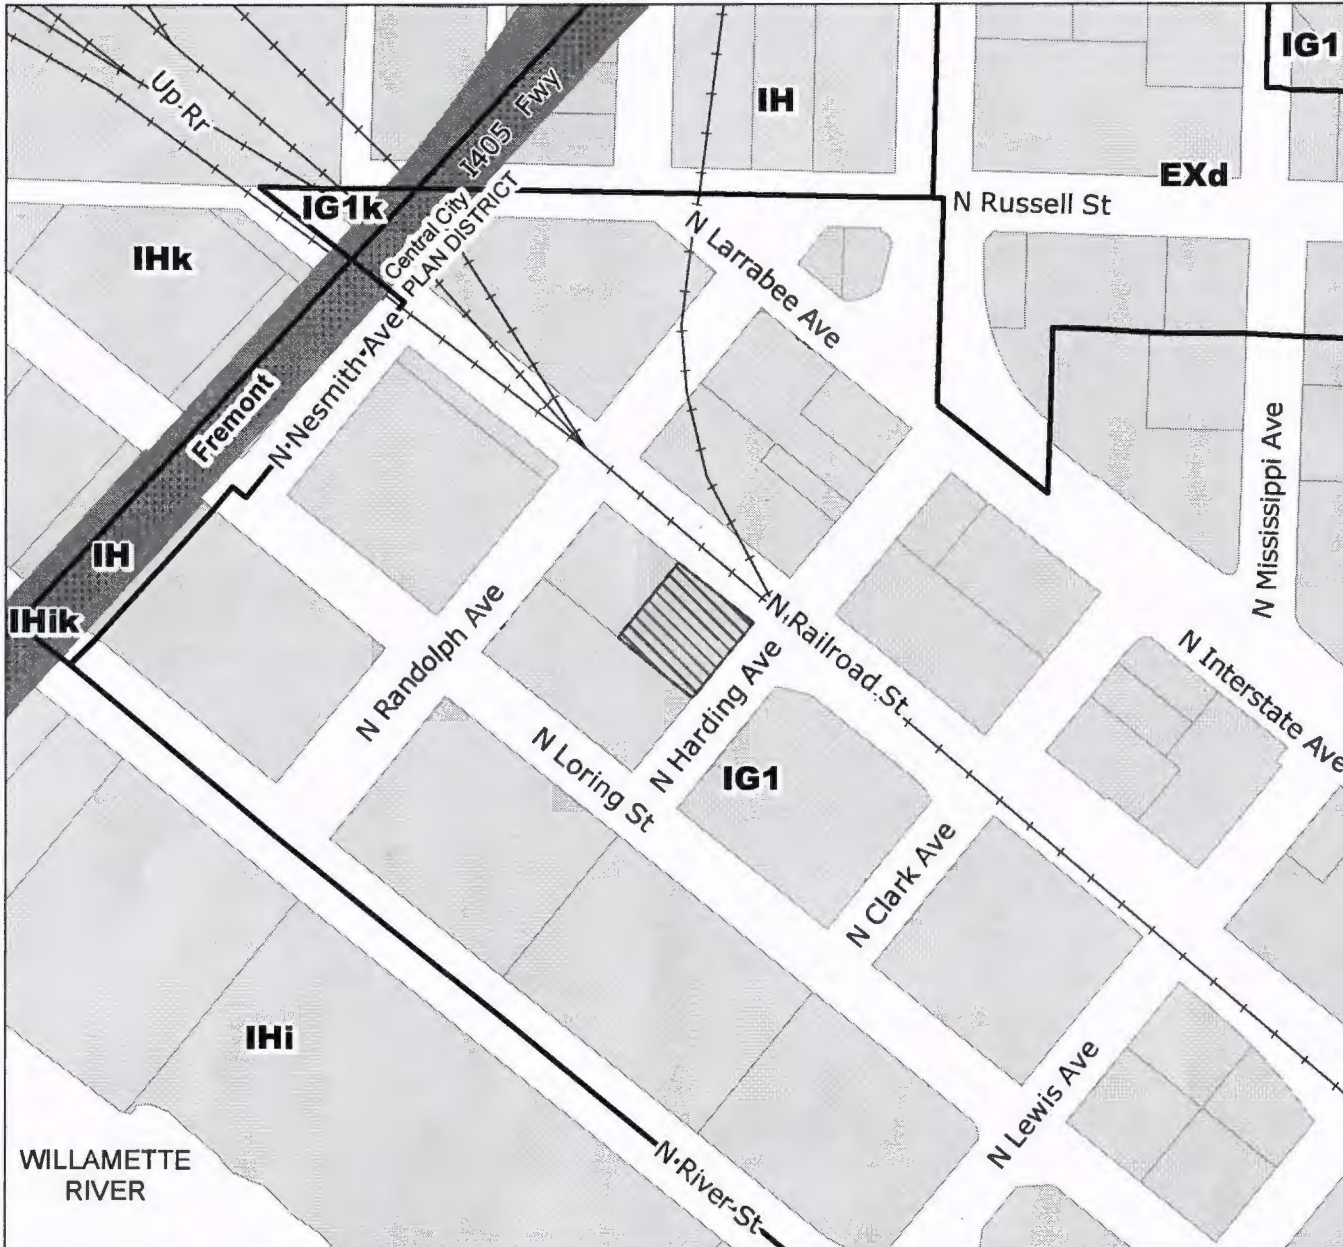 IG1
Up-Rr
I405 Fwy
IH
EXd
IG1k
Central City
PLAN DISTRICT
N Russell St
N Larrabee Ave
IHk
N Nesmith Ave
Fremont
N Mississippi Ave
IH
IHik
N Randolph Ave
N Railroad St
N Interstate Ave
N Harding Ave
N Loring St
IG1
N Clark Ave
IHi
N Lewis Ave
WILLAMETTE
RIVER
N River St